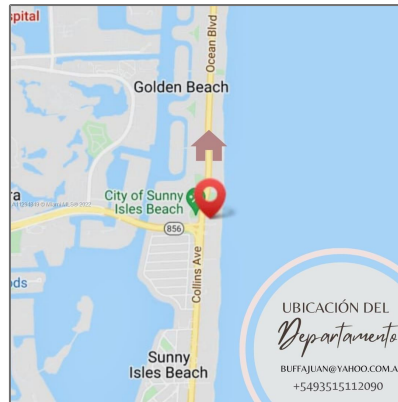 spital
Ocean Blvd
Golden Beach
City of Sunny
Isles Beach
ra
856
Collins Ave
ods
Sunny
Isles Beach
UBICACIÓN DEL
Departamento
BUFFAJUAN@YAHOO.COM.A
+5493515112090